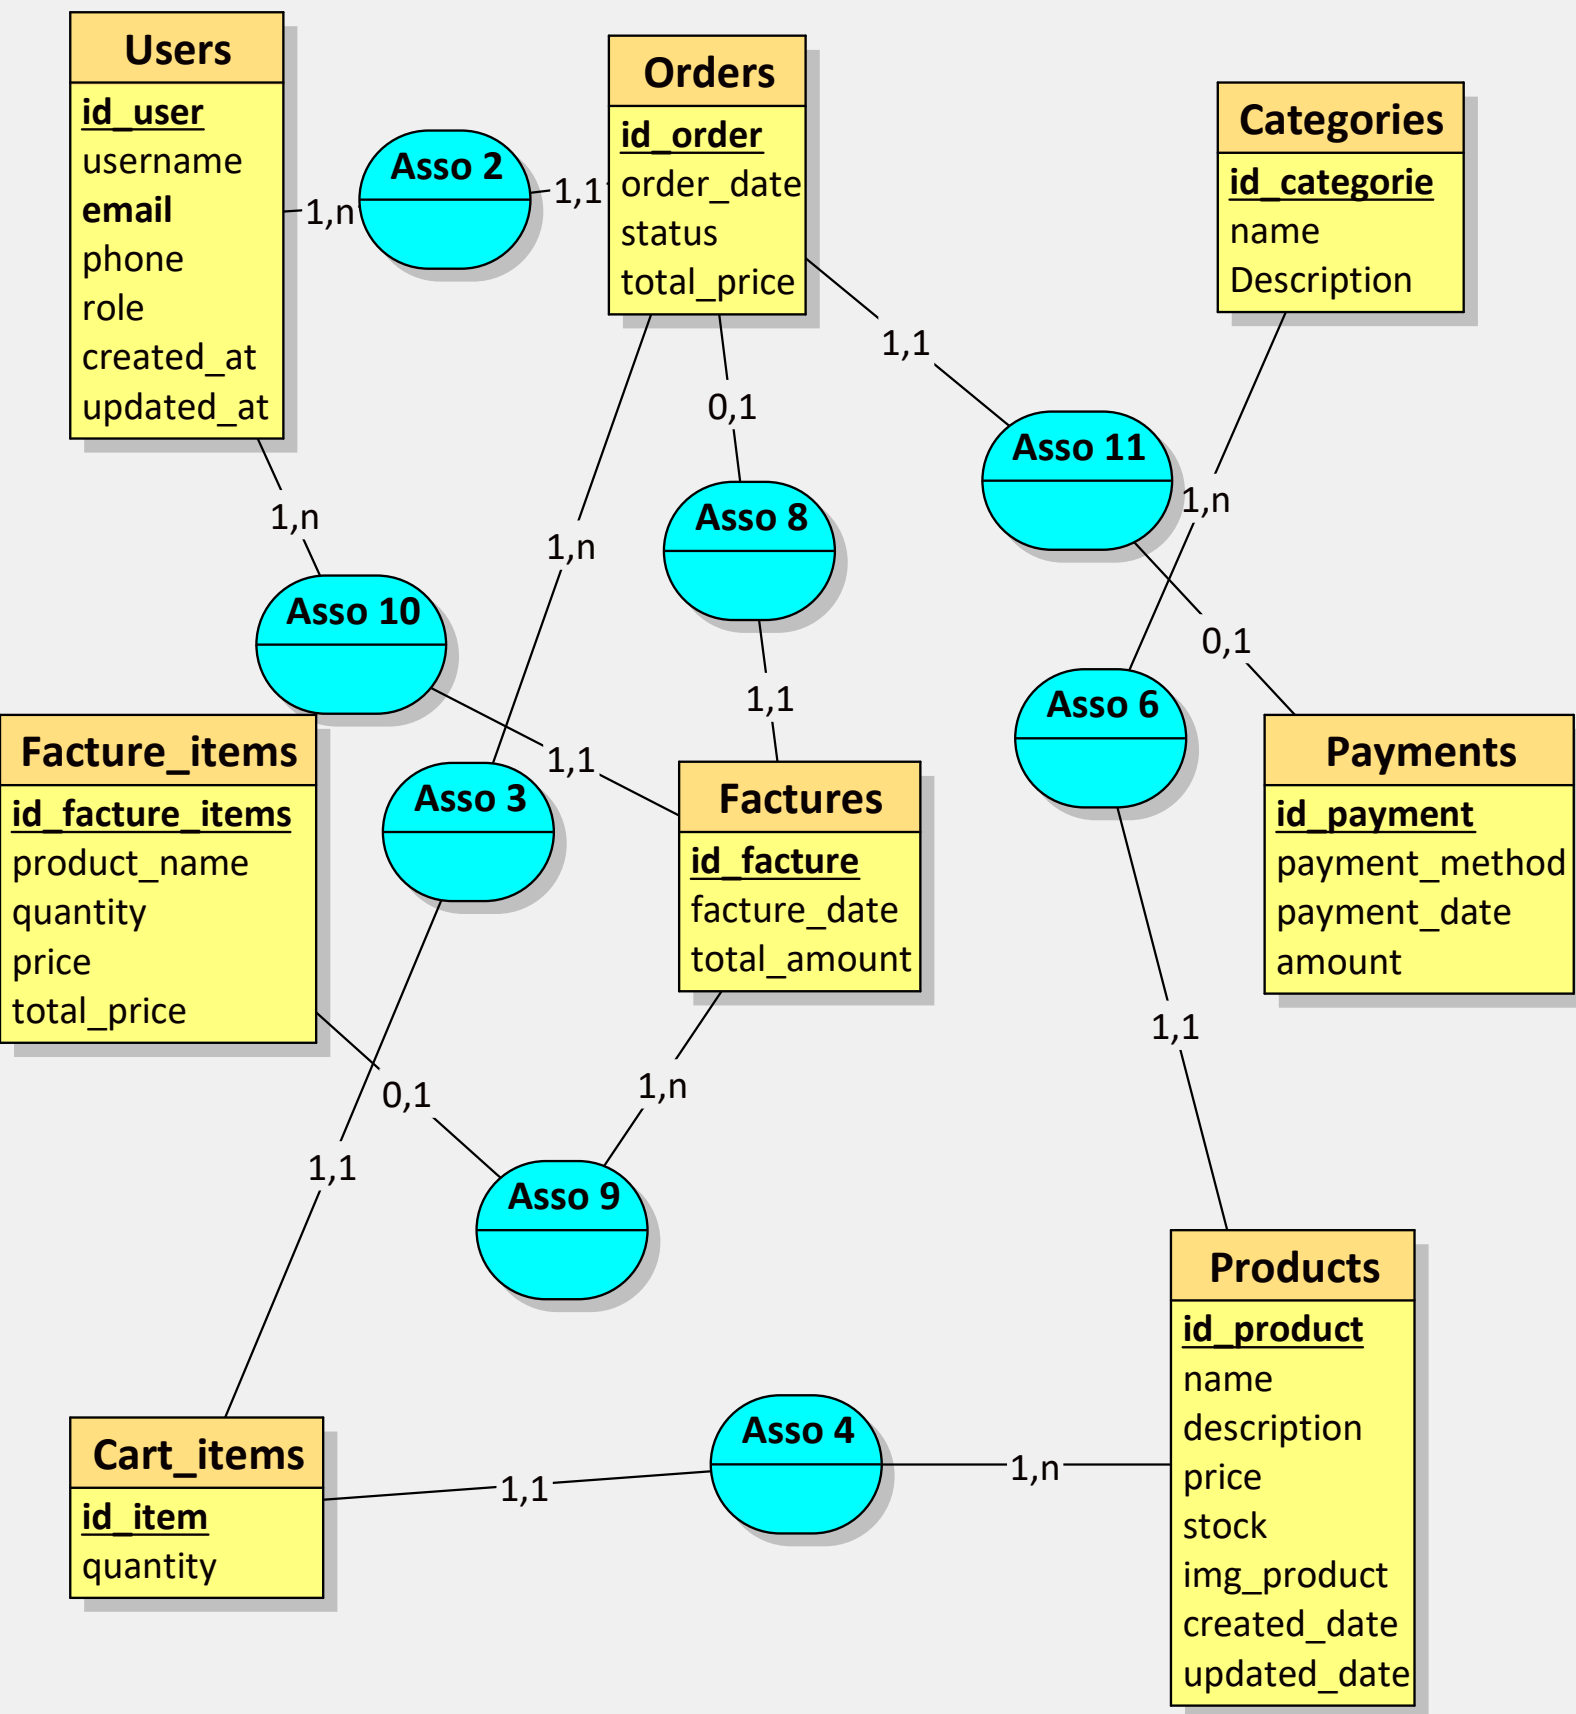 Users
id_user
username
email
phone
role
created_at
updated_at
Asso 2
1,n
1,1
Orders
id_order
order_date
status
total_price
Categories
id_categorie
name
Description
1,1
0,1
Asso 11
1,n
1,n
Asso 8
1,n
Asso 10
0,1
1,1
Asso 6
1,1
Facture_items
id_facture_items
product_name
quantity
price
total_price
Asso 3
Factures
id_facture
facture_date
total_amount
Payments
id_payment
payment_method
payment_date
amount
1,1
0,1
1,n
1,1
Asso 9
Products
id_product
name
description
price
stock
img_product
created_date
updated_date
Asso 4
Cart_items
id_item
quantity
1,1
1,n